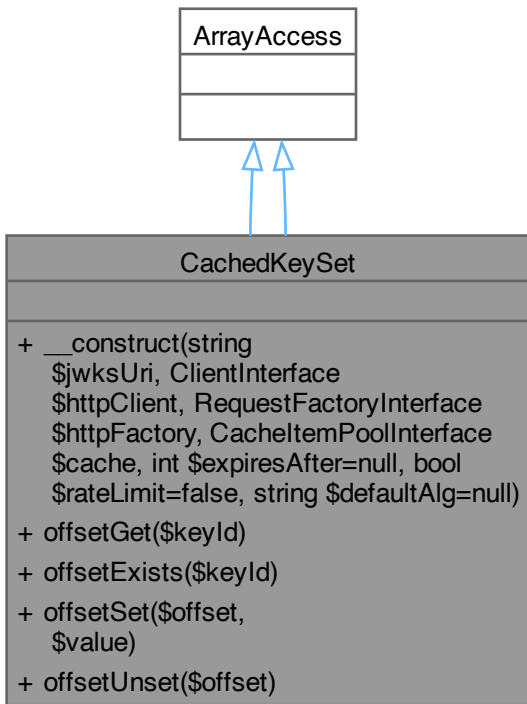 ArrayAccess
CachedKeySet
+ __construct(string
$jwksUri, ClientInterface
$httpClient, RequestFactoryInterface
$httpFactory, CacheItemPoolInterface
$cache, int $expiresAfter=null, bool
$rateLimit=false, string $defaultAlg=null)
+ offsetGet($keyId)
+ offsetExists($keyId)
+ offsetSet($offset,
$value)
+ offsetUnset($offset)